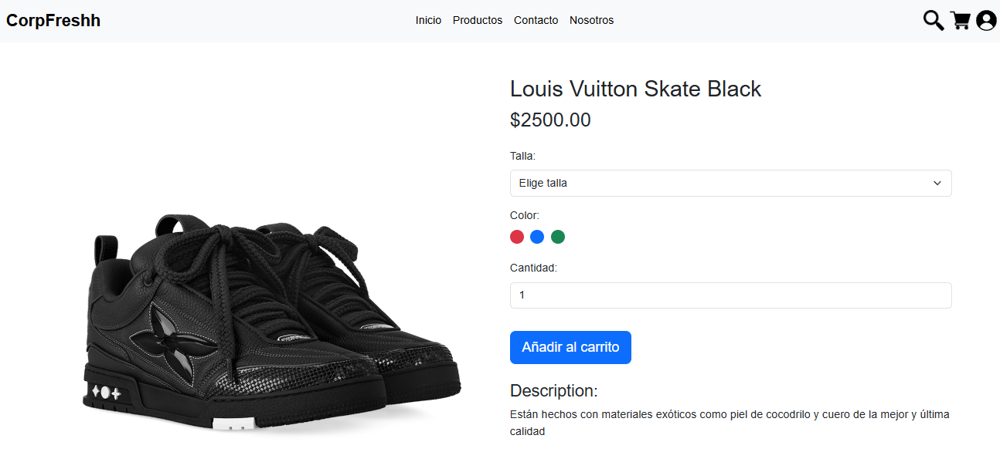 CorpFreshh
Inicio Productos Contacto Nosotros
Louis Vuitton Skate Black
$2500.00
Talla:
Elige talla
Color:
Cantidad:
1
Añadir al carrito
Description:
Están hechos con materiales exóticos como piel de cocodrilo y cuero de la mejor y última
calidad